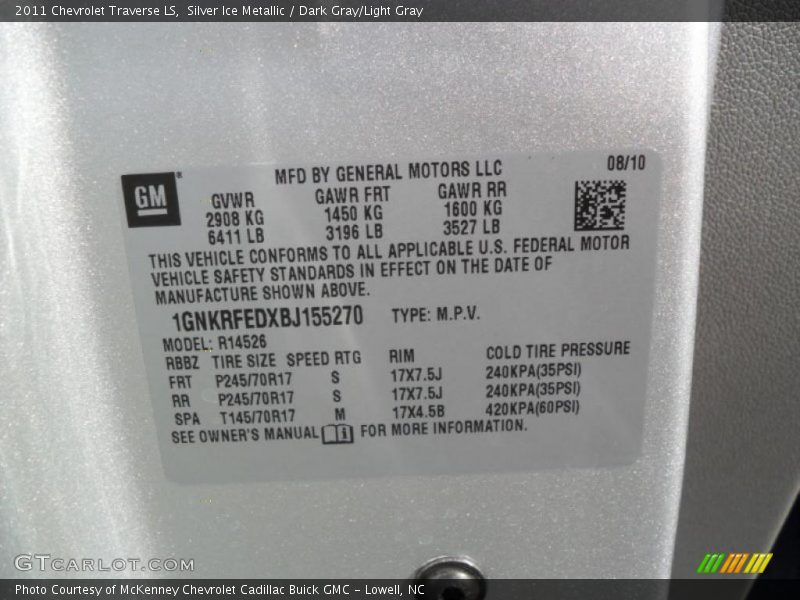 2011 Chevrolet Traverse LS, Silver Ice Metallic / Dark Gray/Light Gray
08/10
GM MFD BY GENERAL MOTORS LLC
GVWR GAWR FRT GAWR RR
2908 KG 1450 KG 1600 KG
6411 LB 3196 LB 3527 LB
THIS VEHICLE CONFORMS TO ALL APPLICABLE U.S. FEDERAL MOTOR
VEHICLE SAFETY STANDARDS IN EFFECT ON THE DATE OF
MANUFACTURE SHOWN ABOVE.
1GNKRFEDXBJ155270 TYPE: M.P.V.
MODEL: R14526
RBBZ TIRE SIZE SPEED RTG RIM COLD TIRE PRESSURE
FRT P245/70R17 S 17X7.5J 240KPA(35PSI)
RR P245/70R17 S 17X7.5J 240KPA(35PSI)
SPA T145/70R17 M 17X4.5B 420KPA(60PSI)
SEE OWNER'S MANUAL FOR MORE INFORMATION.
GTCARLOT.COM
Photo Courtesy of McKenney Chevrolet Cadillac Buick GMC - Lowell, NC